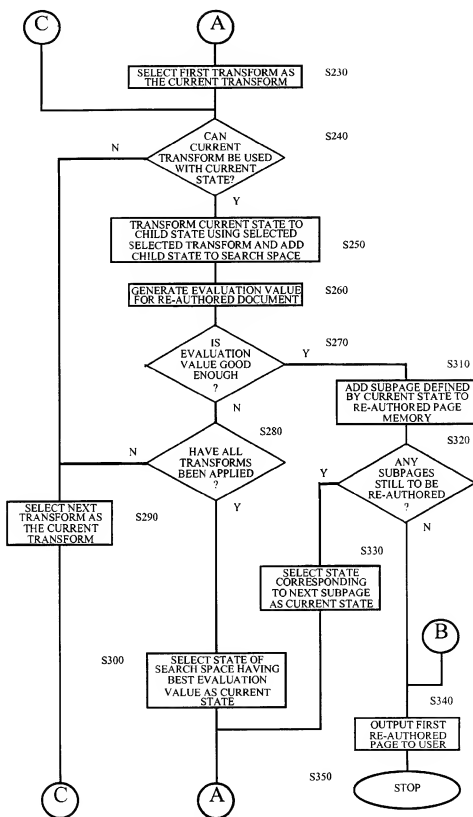 C
A
SELECT FIRST TRANSFORM AS
THE CURRENT TRANSFORM
S230
CAN
CURRENT
TRANSFORM BE USED
WITH CURRENT
STATE?
S240
N
Y
TRANSFORM CURRENT STATE TO
CHILD STATE USING SELECTED
SELECTED TRANSFORM AND ADD
CHILD STATE TO SEARCH SPACE
S250
GENERATE EVALUATION VALUE
FOR RE-AUTHORED DOCUMENT
S260
IS
EVALUATION
VALUE GOOD
ENOUGH
?
S270
Y
N
S310
ADD SUBPAGE DEFINED
BY CURRENT STATE TO
RE-AUTHORED PAGE
MEMORY
S280
HAVE ALL
TRANSFORMS
BEEN APPLIED
?
N
Y
S320
ANY
SUBPAGES
STILL TO BE
RE-AUTHORED
?
Y
N
SELECT NEXT
TRANSFORM AS
THE CURRENT
TRANSFORM
S290
S330
SELECT STATE
CORRESPONDING
TO NEXT SUBPAGE
AS CURRENT STATE
B
S300
SELECT STATE OF
SEARCH SPACE HAVING
BEST EVALUATION
VALUE AS CURRENT
STATE
S340
OUTPUT FIRST
RE-AUTHORED
PAGE TO USER
S350
STOP
C
A